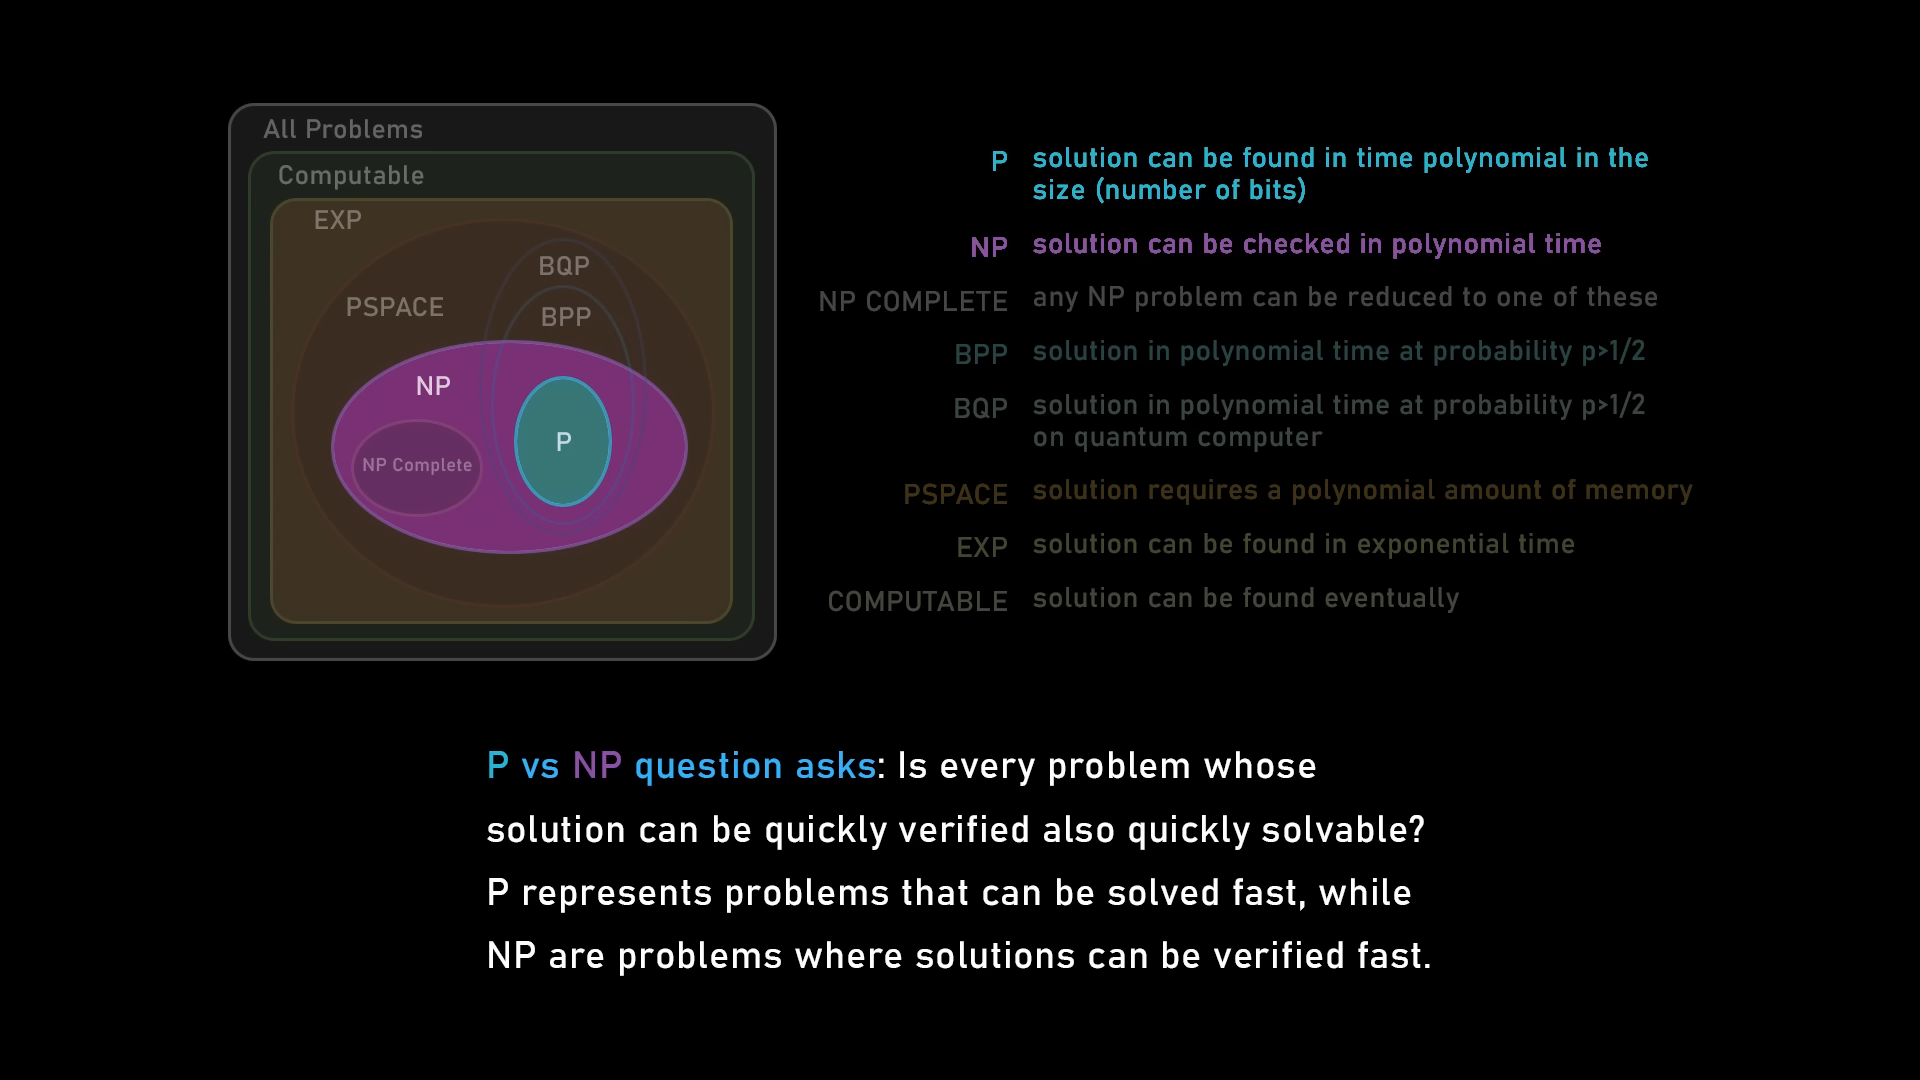 All Problems
Computable
EXP
BQP
PSPACE
BPP
NP
P
NP Complete
P solution can be found in time polynomial in the
size (number of bits)
NP solution can be checked in polynomial time
NP COMPLETE any NP problem can be reduced to one of these
BPP solution in polynomial time at probability p>1/2
BQP solution in polynomial time at probability p>1/2
on quantum computer
PSPACE solution requires a polynomial amount of memory
EXP solution can be found in exponential time
COMPUTABLE solution can be found eventually
P vs NP question asks: Is every problem whose
solution can be quickly verified also quickly solvable?
P represents problems that can be solved fast, while
NP are problems where solutions can be verified fast.